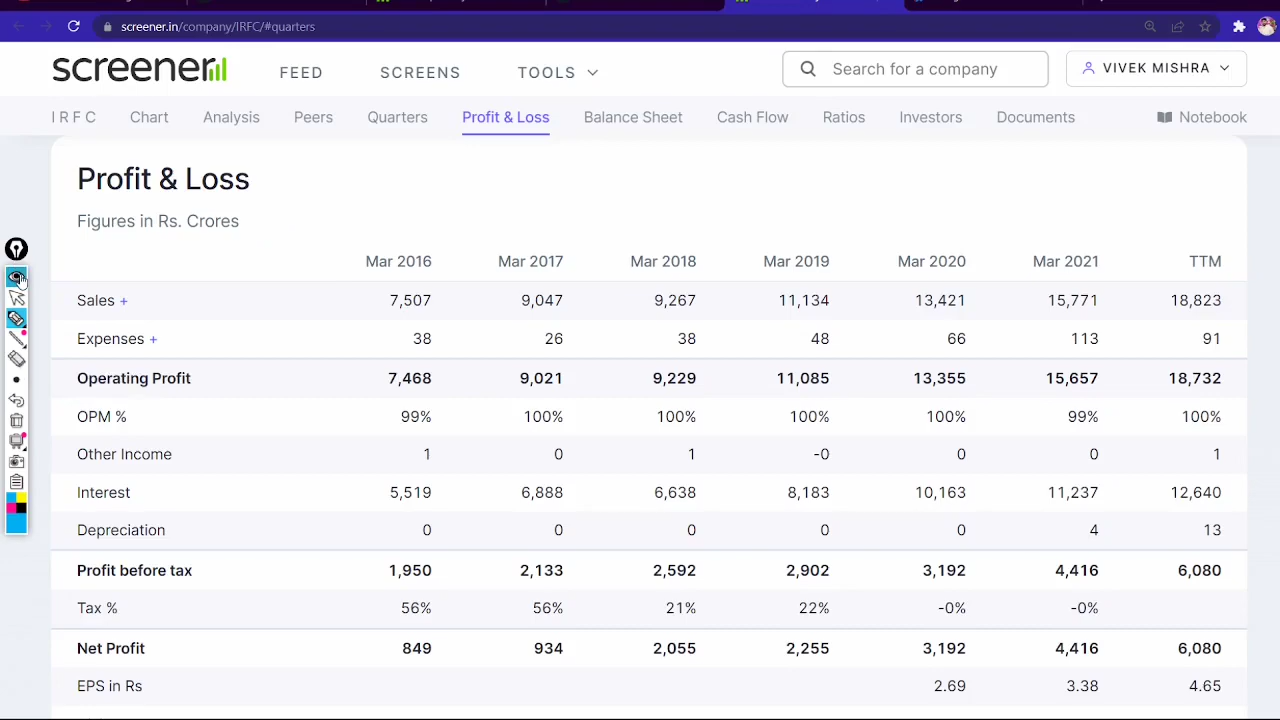 screener.in/company/IRFC/#quarters
screener FEED SCREENS TOOLS Search for a company VIVEK MISHRA
I R F C Chart Analysis Peers Quarters Profit & Loss Balance Sheet Cash Flow Ratios Investors Documents Notebook
Profit & Loss
Figures in Rs. Crores
Mar 2016 Mar 2017 Mar 2018 Mar 2019 Mar 2020 Mar 2021 TTM
Sales + 7,507 9,047 9,267 11,134 13,421 15,771 18,823
Expenses + 38 26 38 48 66 113 91
Operating Profit 7,468 9,021 9,229 11,085 13,355 15,657 18,732
OPM % 99% 100% 100% 100% 100% 99% 100%
Other Income 1 0 1 -0 0 0 1
Interest 5,519 6,888 6,638 8,183 10,163 11,237 12,640
Depreciation 0 0 0 0 0 4 13
Profit before tax 1,950 2,133 2,592 2,902 3,192 4,416 6,080
Tax % 56% 56% 21% 22% -0% -0%
Net Profit 849 934 2,055 2,255 3,192 4,416 6,080
EPS in Rs 2.69 3.38 4.65